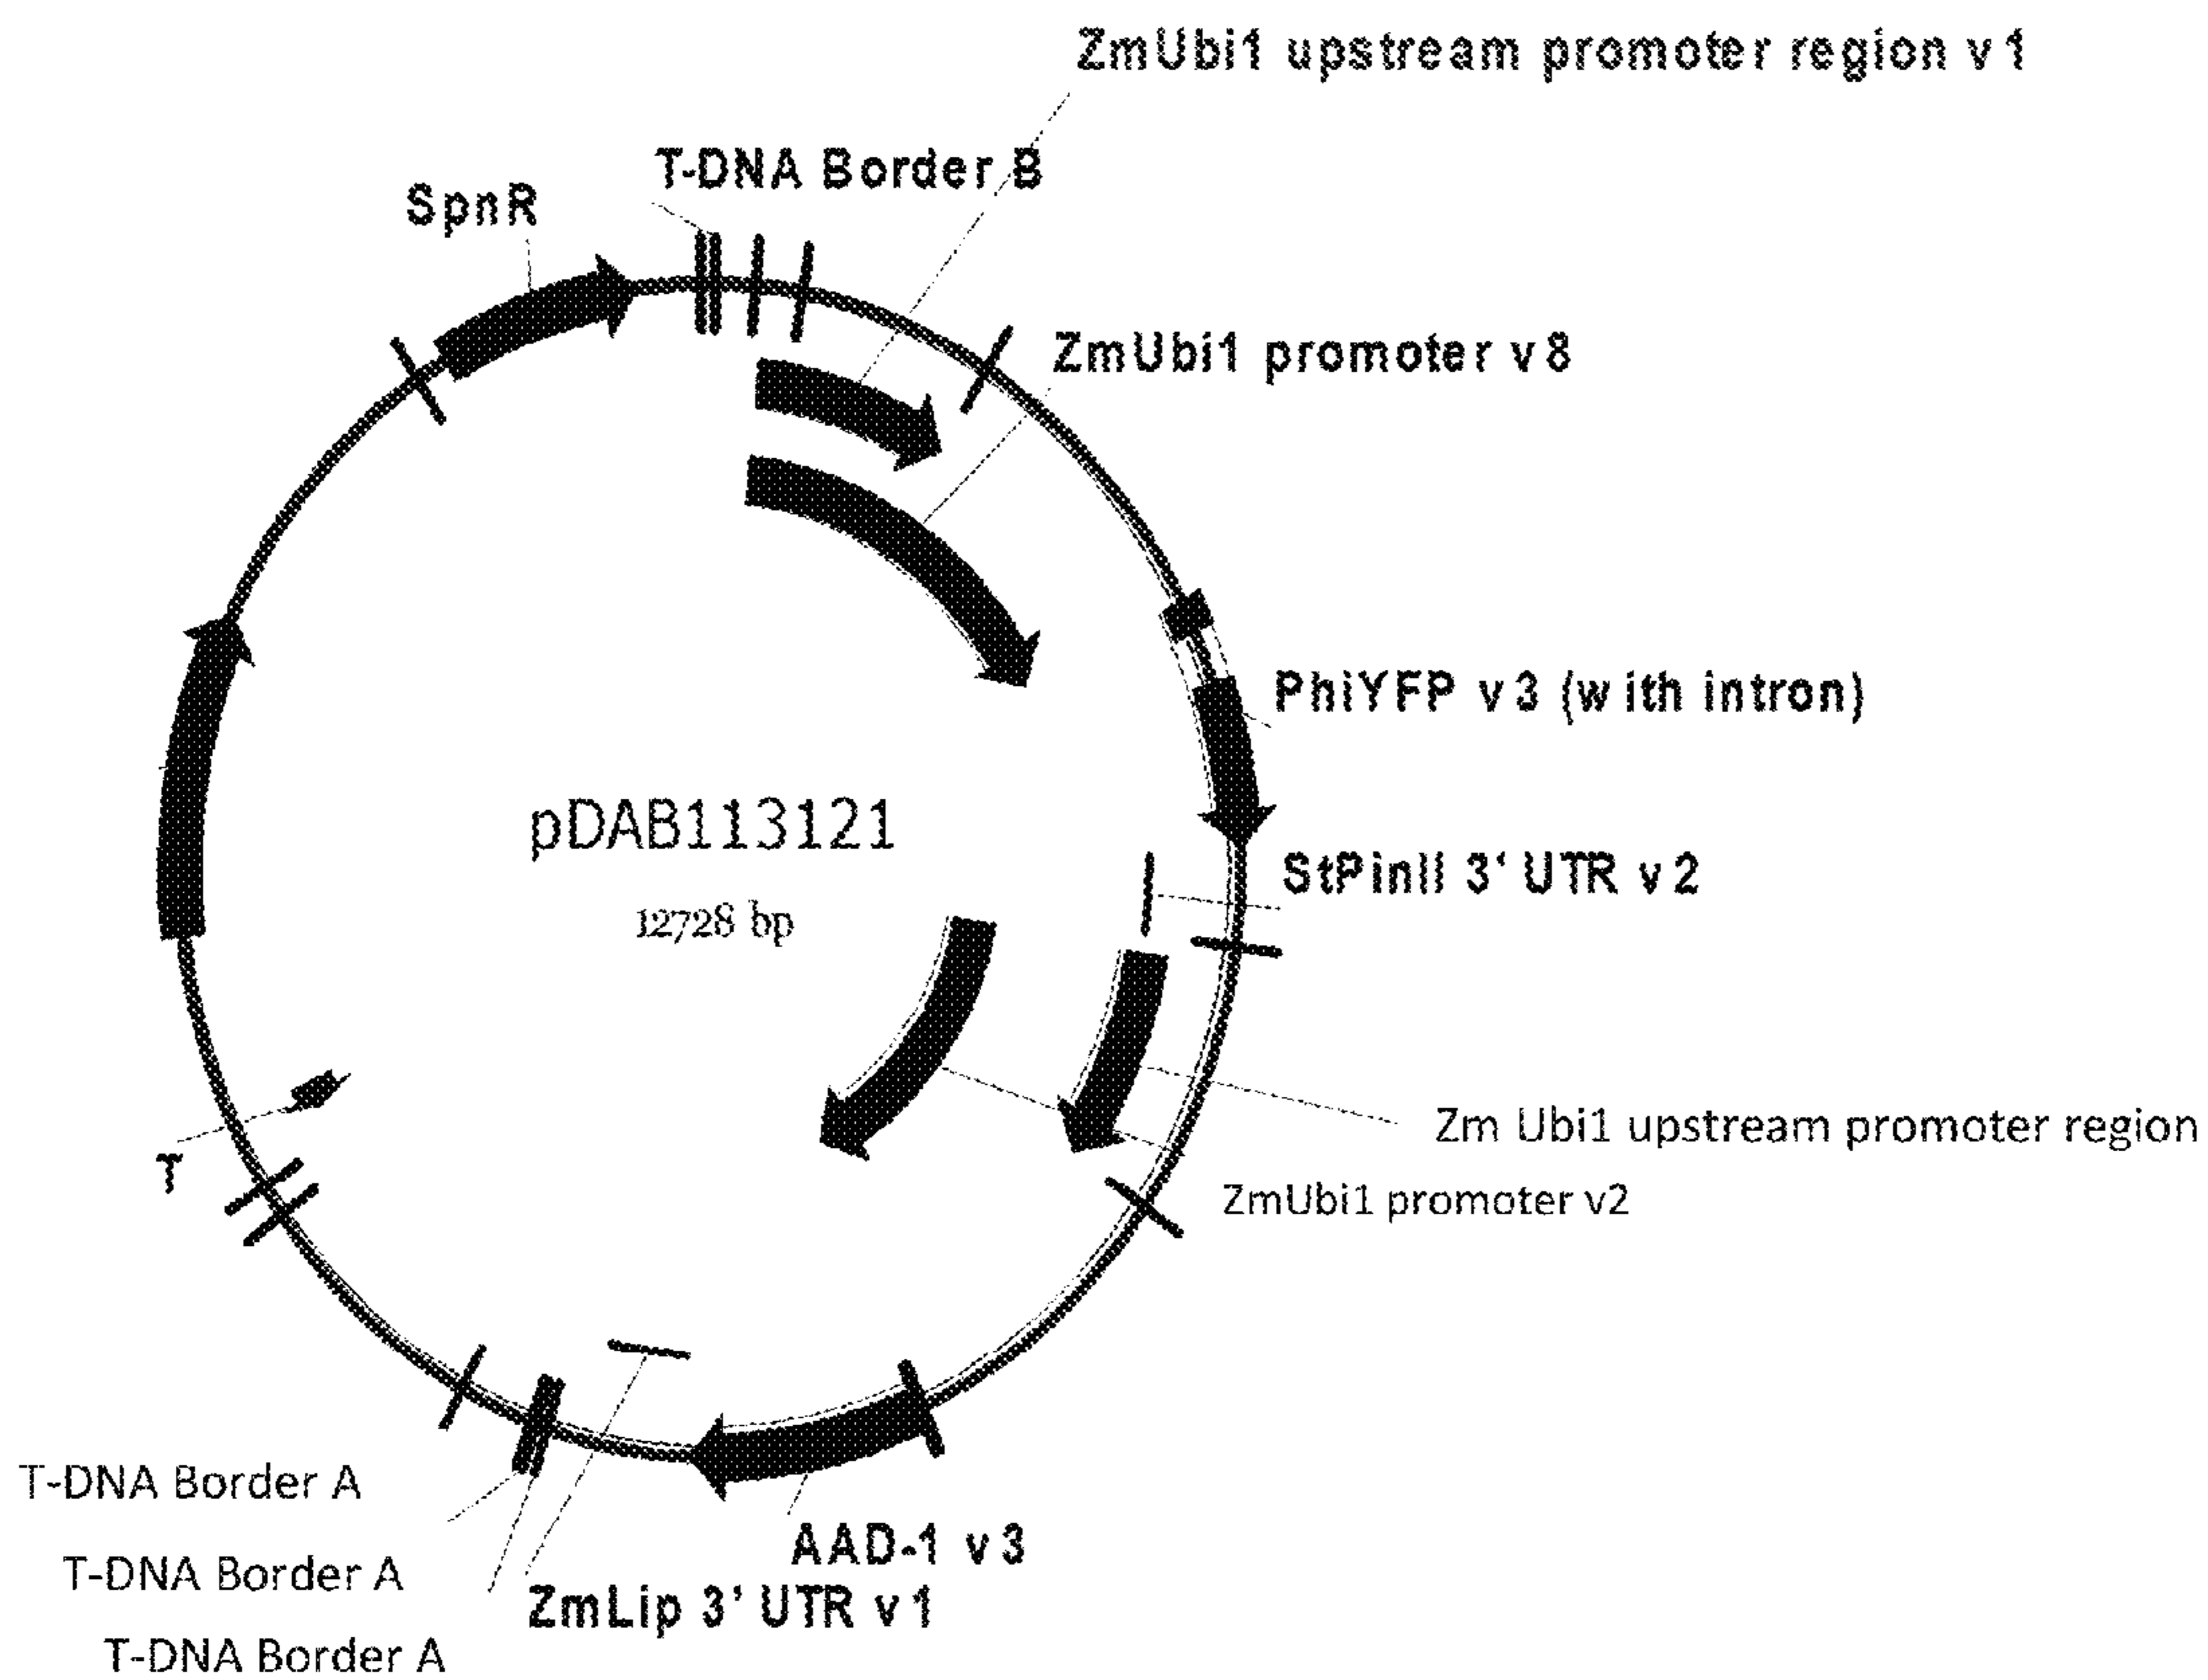 ZmUbi1 upstream promoter region v1
T-DNA Border B
SpnR
ZmUbi1 promoter v8
PhiYFP v3 (with intron)
pDAB113121
12728 bp
StPinII 3' UTR v2
Zm Ubi1 upstream promoter region
ZmUbi1 promoter v2
T
T-DNA Border A
T-DNA Border A
T-DNA Border A
AAD-1 v3
ZmLip 3' UTR v1